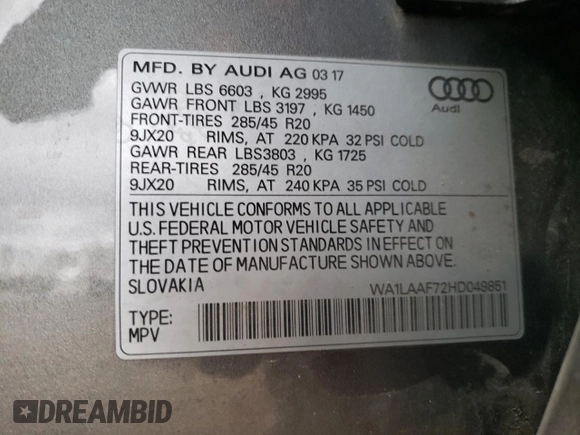 MFD. BY AUDI AG 03 17
GVWR LBS 6603 , KG 2995
GAWR FRONT LBS 3197 , KG 1450
FRONT-TIRES 285/45 R20
9JX20 RIMS, AT 220 KPA 32 PSI COLD
GAWR REAR LBS3803 , KG 1725
REAR-TIRES 285/45 R20
9JX20 RIMS, AT 240 KPA 35 PSI COLD
Audi
THIS VEHICLE CONFORMS TO ALL APPLICABLE
U.S. FEDERAL MOTOR VEHICLE SAFETY AND
THEFT PREVENTION STANDARDS IN EFFECT ON
THE DATE OF MANUFACTURE SHOWN ABOVE.
SLOVAKIA
WA1LAAF72HD049851
TYPE:
MPV
DREAMBID